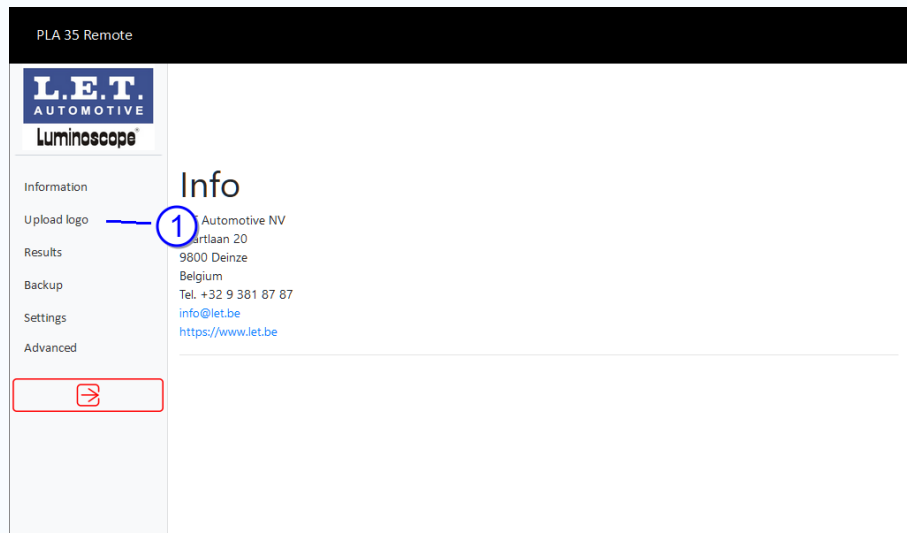 PLA 35 Remote
L.E.T.
AUTOMOTIVE
Luminoscope®
Information
Upload logo
Results
Backup
Settings
Advanced
1
Info
Automotive NV
20
9800 Deinze
Belgium
Tel. +32 9 381 87 87
info@let.be
https://www.let.be